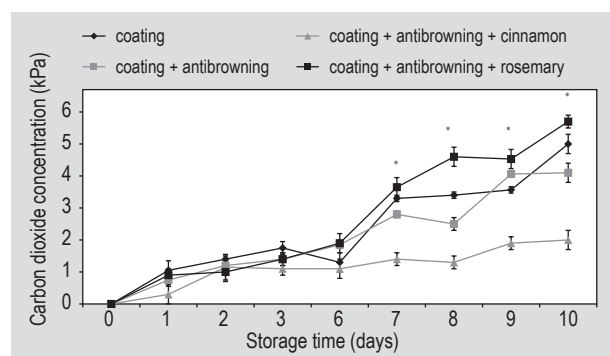 coating
coating + antibrowning + cinnamon
coating + antibrowning
coating + antibrowning + rosemary
Carbon dioxide concentration (kPa)
6
5
4
3
2
1
0
* * * *
0 1 2 3 6 7 8 9 10
Storage time (days)